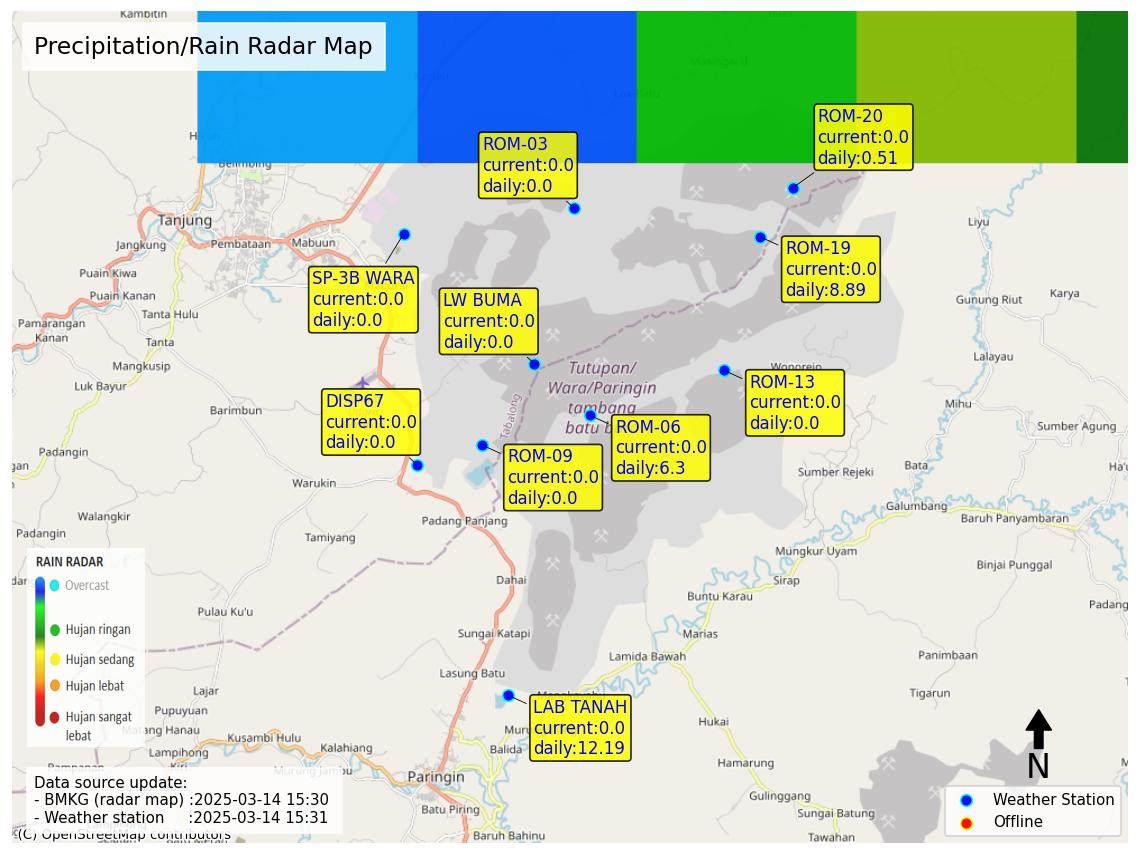 Kambitin
Precipitation/Rain Radar Map
Belimbing
Tanjung
Jangkung
Pembataan
Mabuun
Puain Kiwa
Puain Kanan
Tanta Hulu
Pamarangan
Kanan
Tanta
Mangkusip
Luk Bayur
Barimbun
Padangin
Warukin
Walangkir
Padangin
Tamiyang
Padang Panjang
Pulau Ku'u
Dahai
Sungai Katapi
Lasung Batu
Lajar
Pupuyuan
Matang Hanau
Kusambi Hulu
Lampihong
Kalahiang
Murung Jambu
Paringin
Batu Piring
Baruh Bahinu
Balida
ROM-03
current:0.0
daily:0.0
ROM-20
current:0.0
daily:0.51
ROM-19
current:0.0
daily:8.89
SP-3B WARA
current:0.0
daily:0.0
LW BUMA
current:0.0
daily:0.0
Tutupan/
Wara/Paringin
tambang
batu
Tabalong
ROM-13
current:0.0
daily:0.0
DISP67
current:0.0
daily:0.0
ROM-06
current:0.0
daily:6.3
ROM-09
current:0.0
daily:0.0
LAB TANAH
current:0.0
daily:12.19
Liyu
Gunung Riut
Karya
Lalayau
Wonorejo
Mihu
Sumber Agung
Sumber Rejeki
Bata
Galumbang
Baruh Panyambaran
Mungkur Uyam
Binjai Punggal
Sirap
Buntu Karau
Padang
Marias
Lamida Bawah
Panimbaan
Tigarun
Hukai
Hamarung
Gulinggang
Sungai Batung
Tawahan
RAIN RADAR
Overcast
Hujan ringan
Hujan sedang
Hujan lebat
Hujan sangat
lebat
Data source update:
- BMKG (radar map) :2025-03-14 15:30
- Weather station :2025-03-14 15:31
(C) OpenStreetMap contributors
N
Weather Station
Offline